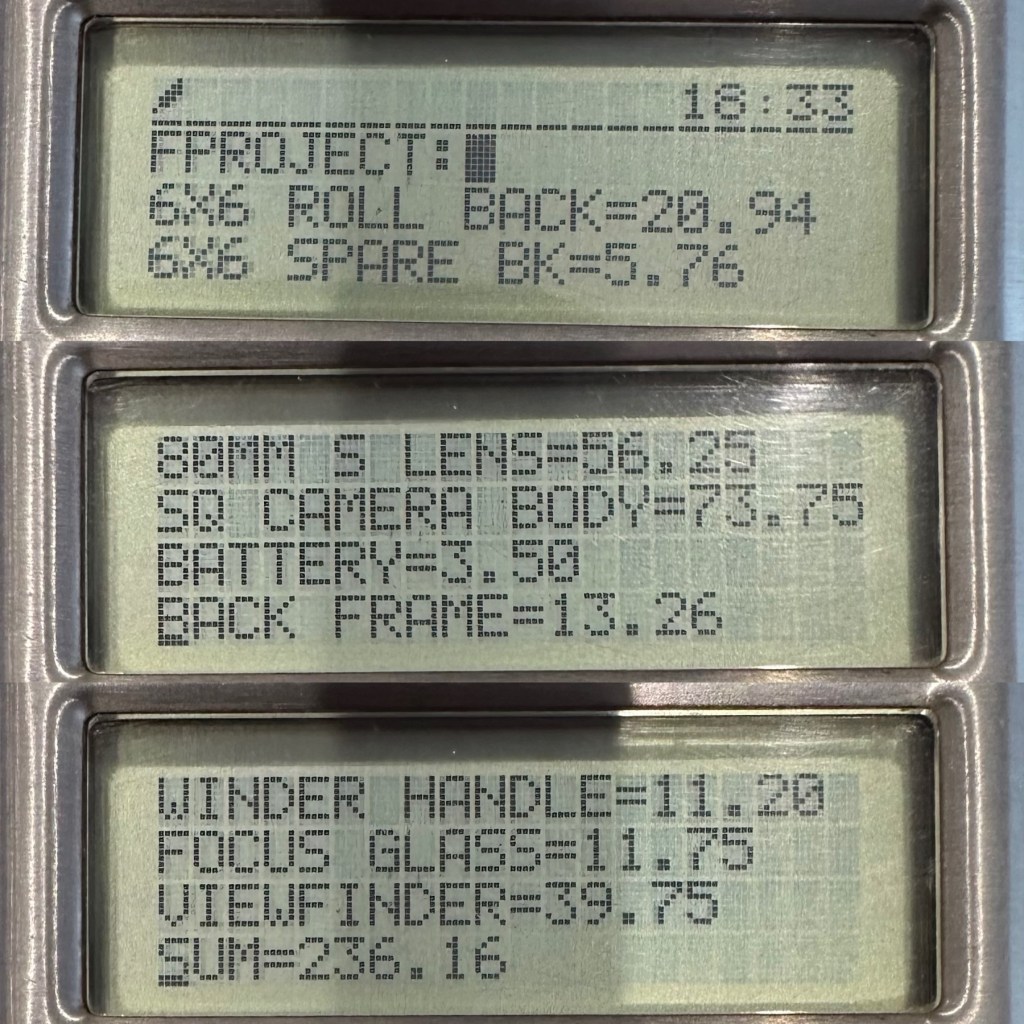 18:33
FPROJECT:
6X6 ROLL BACK=20.94
6X6 SPARE BK=5.76
80MM S LENS=56.25
SQ CAMERA BODY=73.75
BATTERY=3.50
BACK FRAME=13.26
WINDER HANDLE=11.20
FOCUS GLASS=11.75
VIEWFINDER=39.75
SUM=236.16